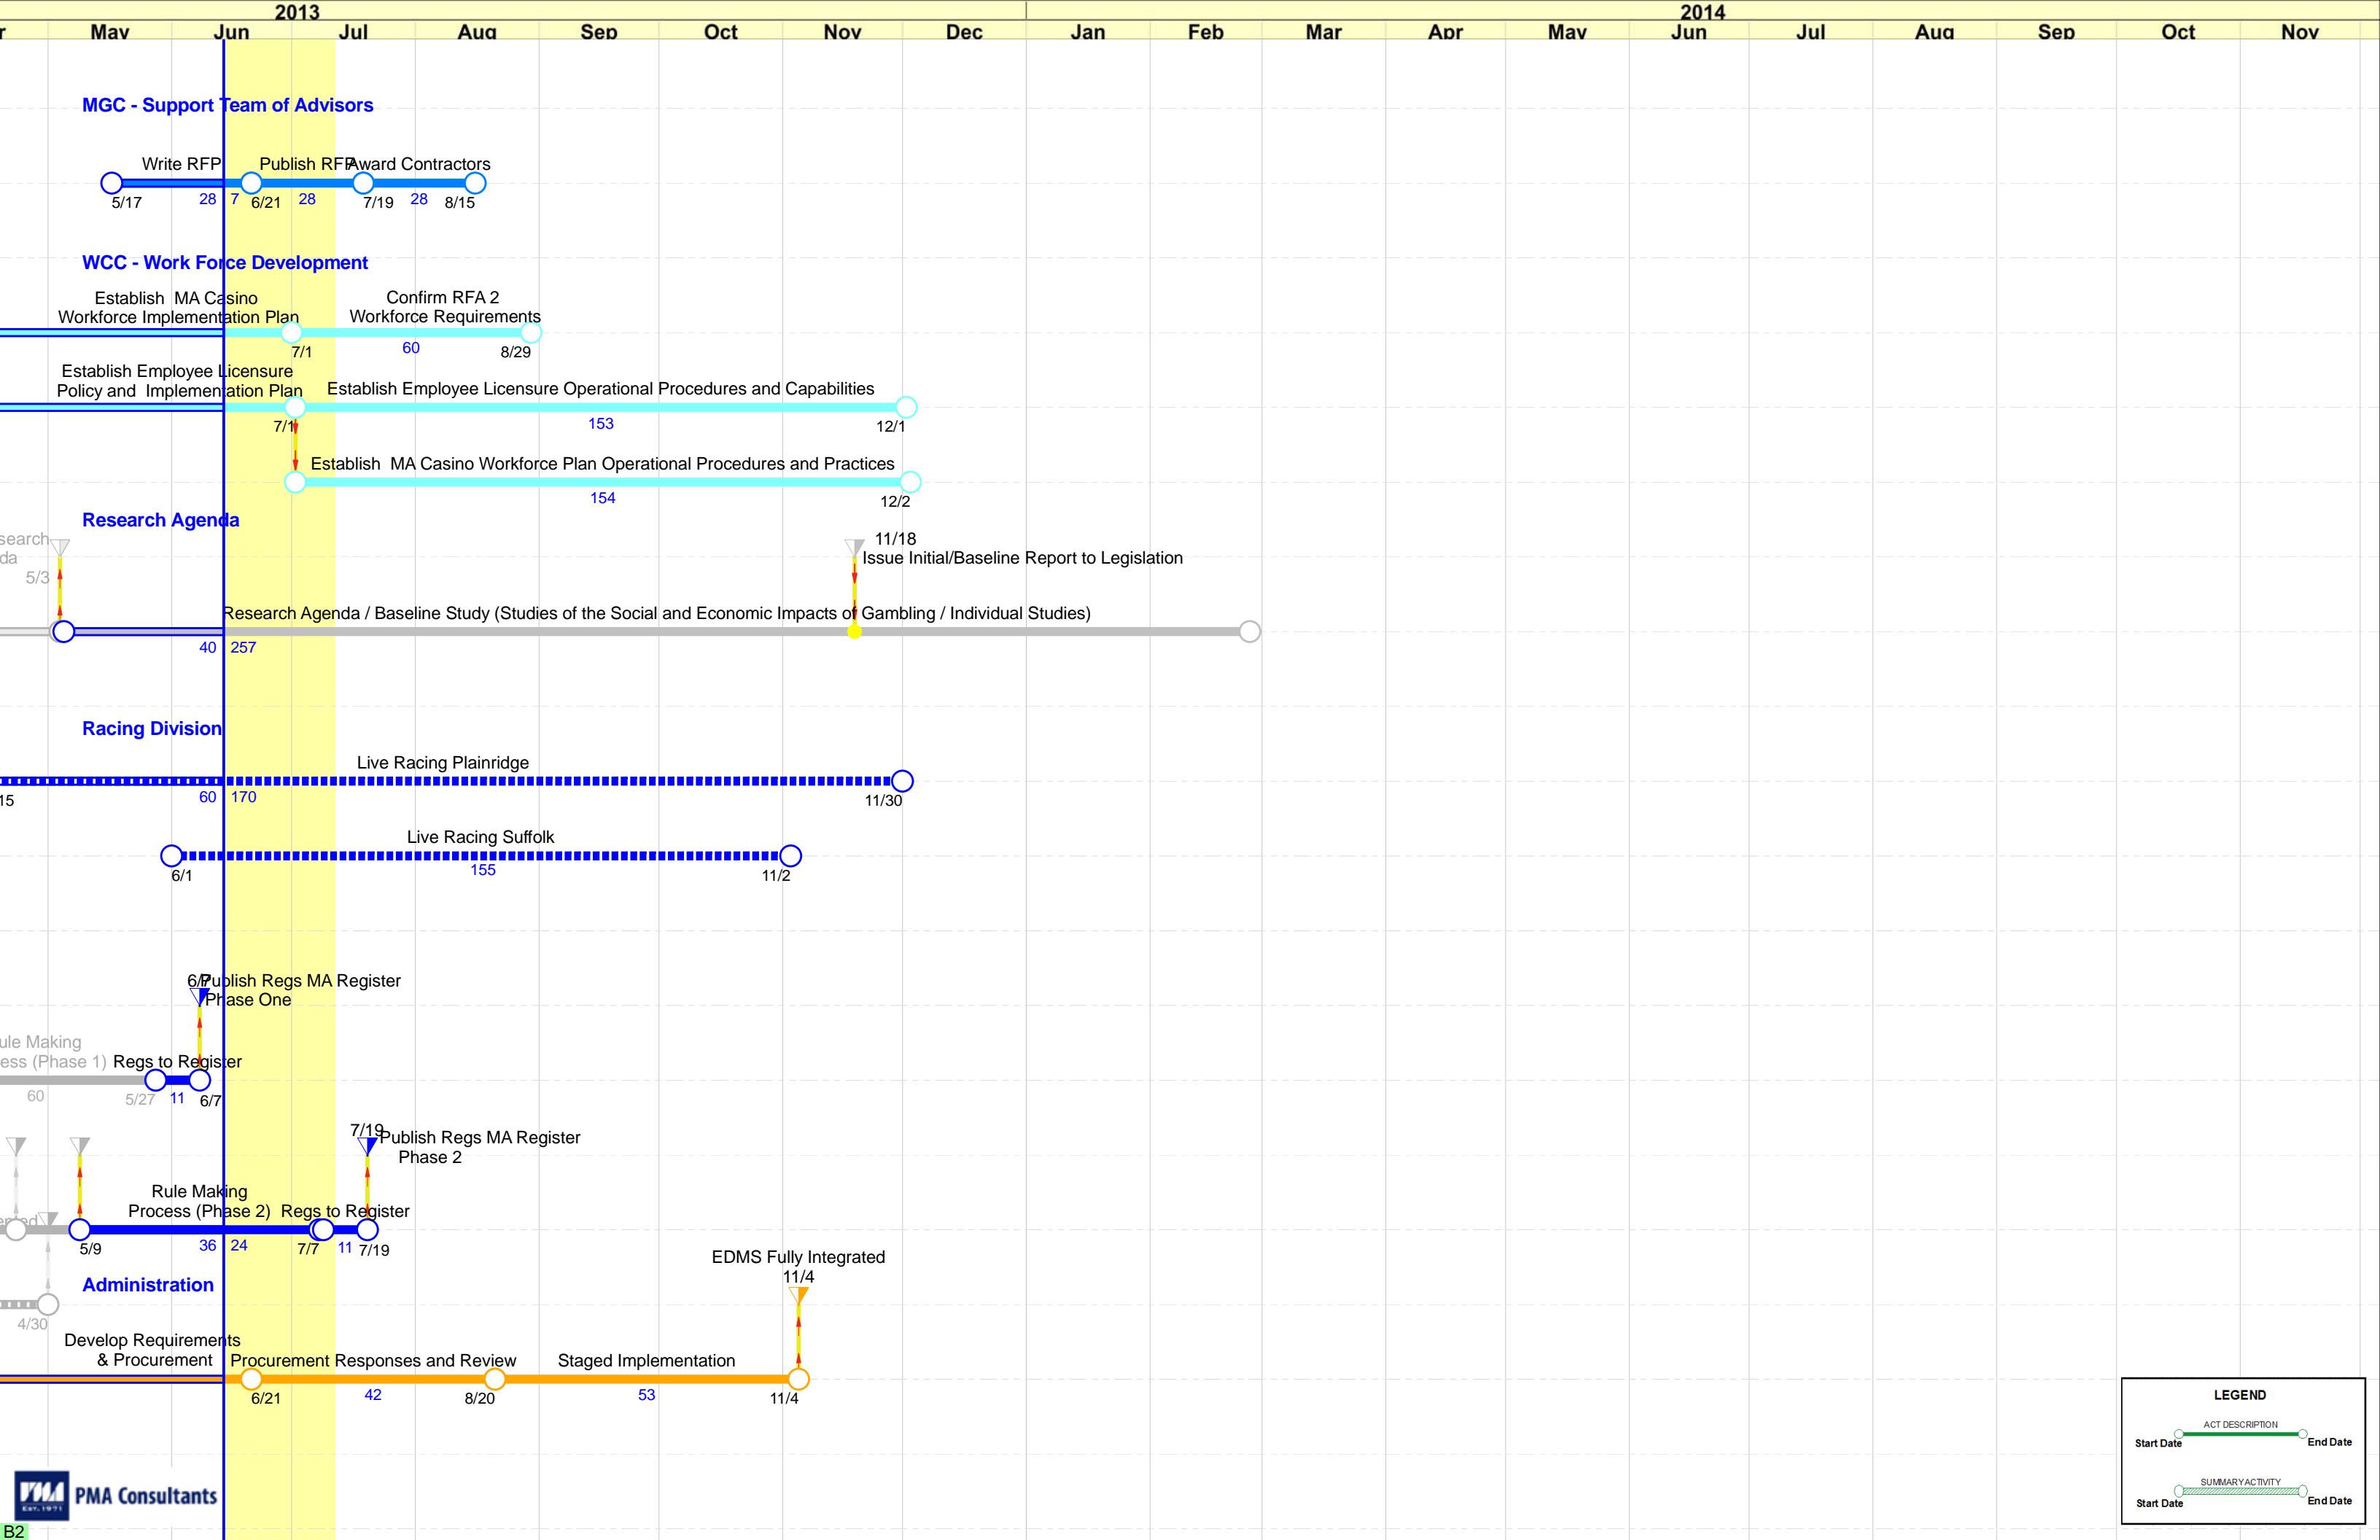 2013
2014
r May Jun Jul Aug Sep Oct Nov Dec Jan Feb Mar Apr May Jun Jul Aug Sep Oct Nov
MGC - Support Team of Advisors
Write RFP Publish RFP Award Contractors
28 7 28 28
5/17 6/21 7/19 8/15
WCC - Work Force Development
Establish MA Casino
Workforce Implementation Plan
Confirm RFA 2
Workforce Requirements
60
7/1 8/29
Establish Employee Licensure
Policy and Implementation Plan
Establish Employee Licensure Operational Procedures and Capabilities
153
7/1 12/1
Establish MA Casino Workforce Plan Operational Procedures and Practices
154
12/2
Research Agenda
search
da
5/3
11/18
Issue Initial/Baseline Report to Legislation
Research Agenda / Baseline Study (Studies of the Social and Economic Impacts of Gambling / Individual Studies)
40 257
Racing Division
Live Racing Plainridge
60 170
15 11/30
Live Racing Suffolk
155
6/1 11/2
6/7
Publish Regs MA Register
Phase One
ule Making
ess (Phase 1)
Regs to Register
60 5/27 11 6/7
7/19
Publish Regs MA Register
Phase 2
Rule Making
Process (Phase 2)
Regs to Register
36 24 11
5/9 7/7 7/19
Administration
4/30
EDMS Fully Integrated
11/4
Develop Requirements
& Procurement
Procurement Responses and Review
Staged Implementation
42 53
6/21 8/20 11/4
LEGEND
ACT DESCRIPTION
Start Date End Date
SUMMARY ACTIVITY
Start Date End Date
PMA
Est. 1971
PMA Consultants
B2